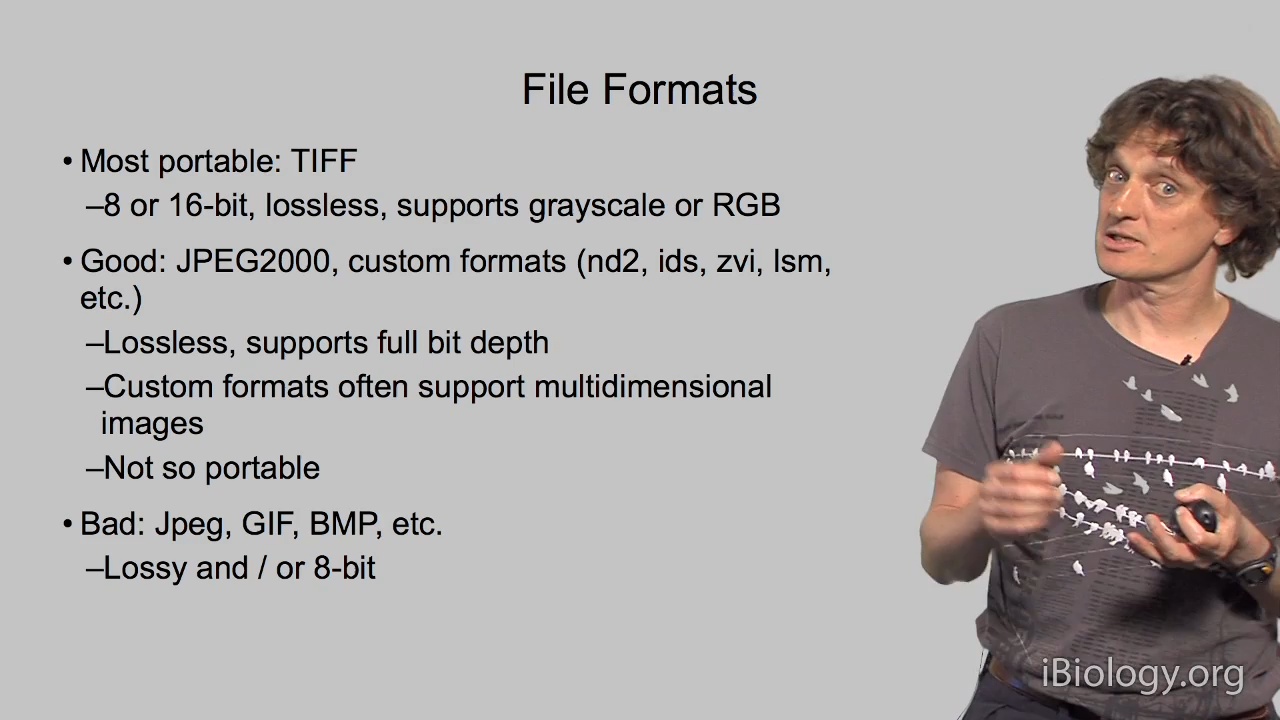 File Formats
• Most portable: TIFF
–8 or 16-bit, lossless, supports grayscale or RGB
• Good: JPEG2000, custom formats (nd2, ids, zvi, lsm,
etc.)
–Lossless, supports full bit depth
–Custom formats often support multidimensional
images
–Not so portable
• Bad: Jpeg, GIF, BMP, etc.
–Lossy and / or 8-bit
iBiology.org